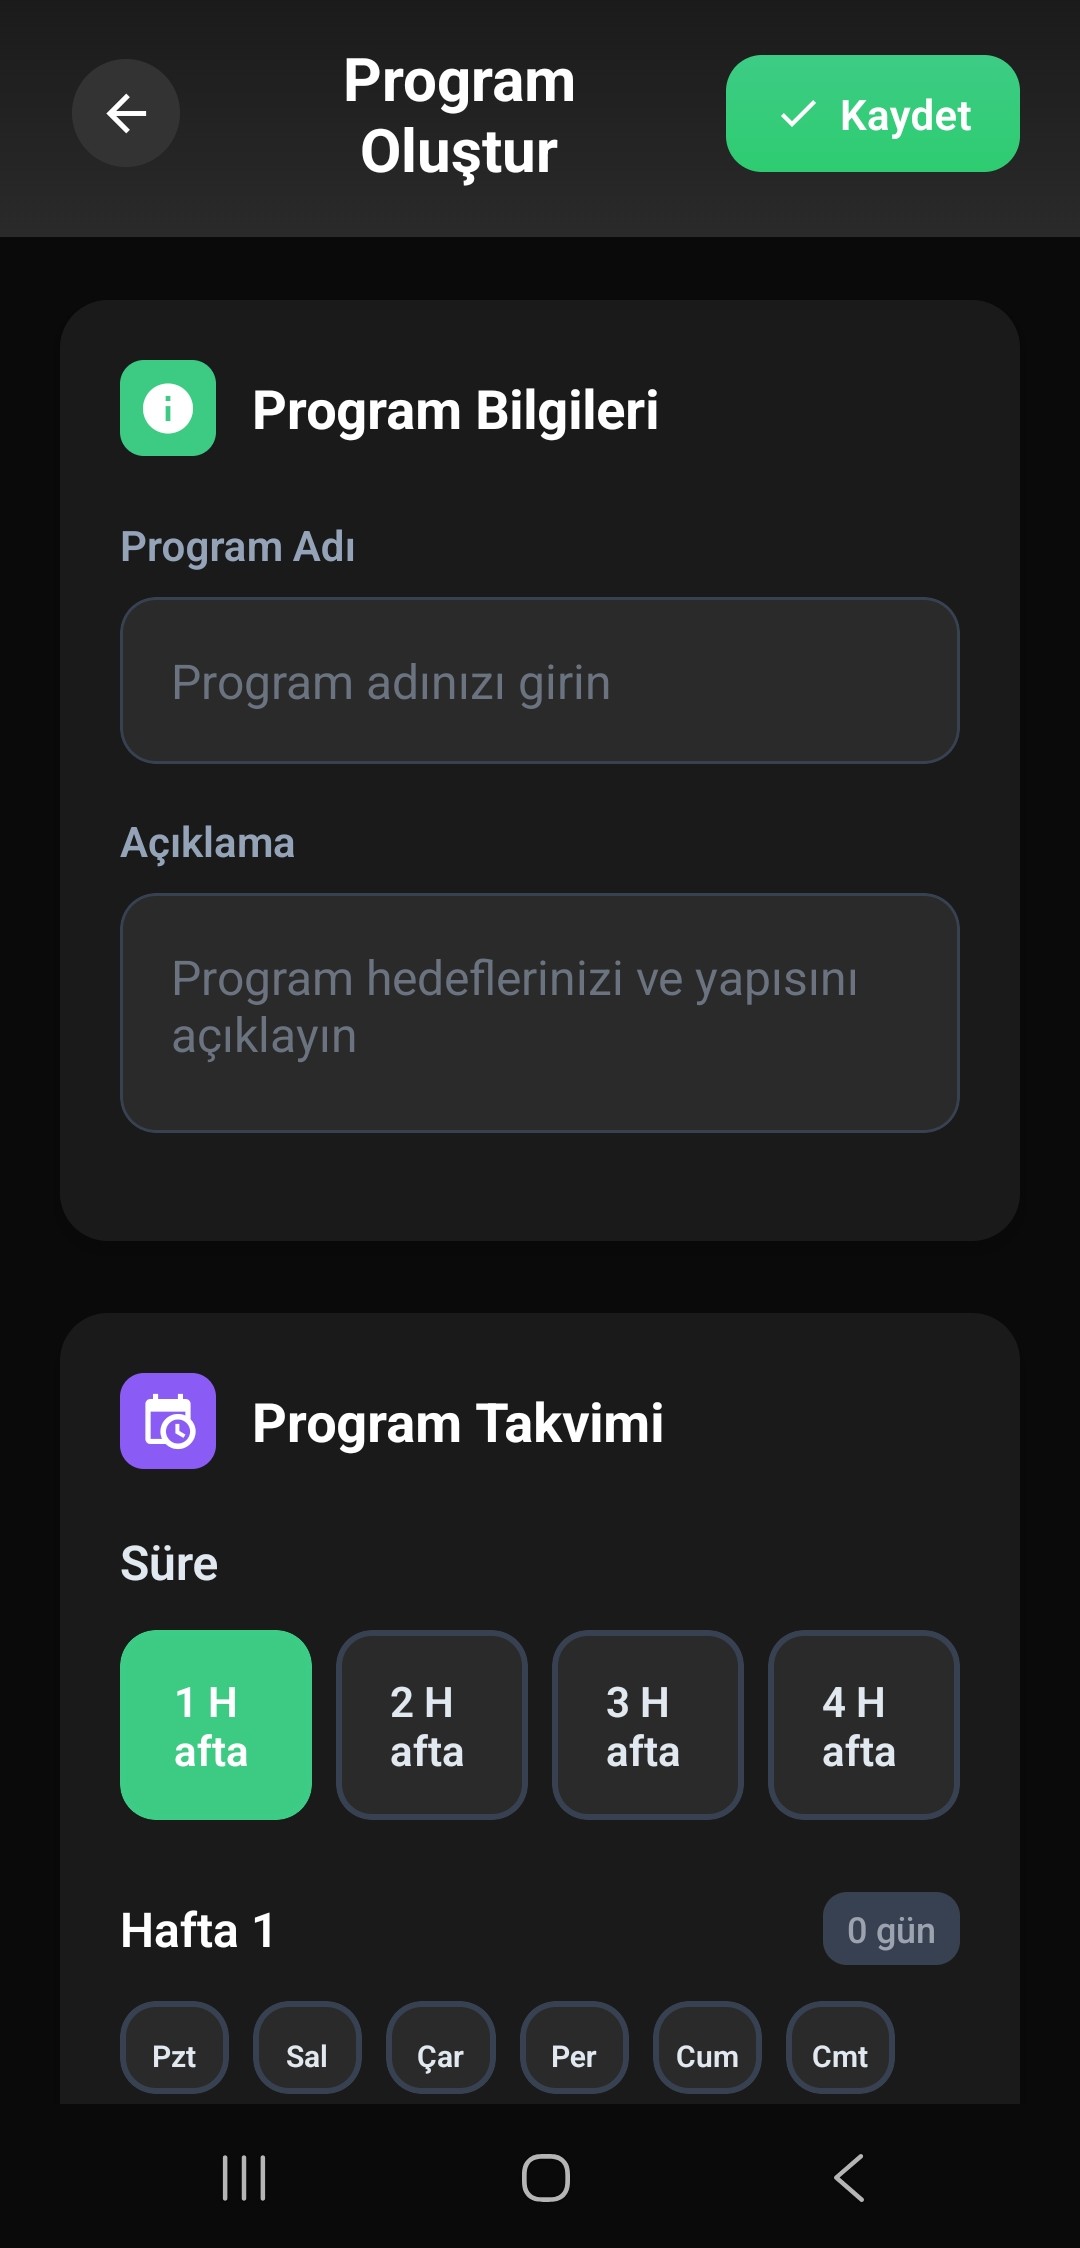 Program
Oluştur
Kaydet
Program Bilgileri
Program Adı
Program adınızı girin
Açıklama
Program hedeflerinizi ve yapısını
açıklayın
Program Takvimi
Süre
1 H
afta
2 H
afta
3 H
afta
4 H
afta
Hafta 1
0 gün
Pzt
Sal
Çar
Per
Cum
Cmt